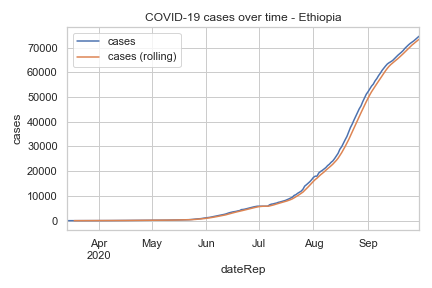 COVID-19 cases over time - Ethiopia
cases
cases (rolling)
70000
60000
50000
40000
30000
20000
10000
0
cases
Apr
2020
May
Jun
Jul
Aug
Sep
dateRep